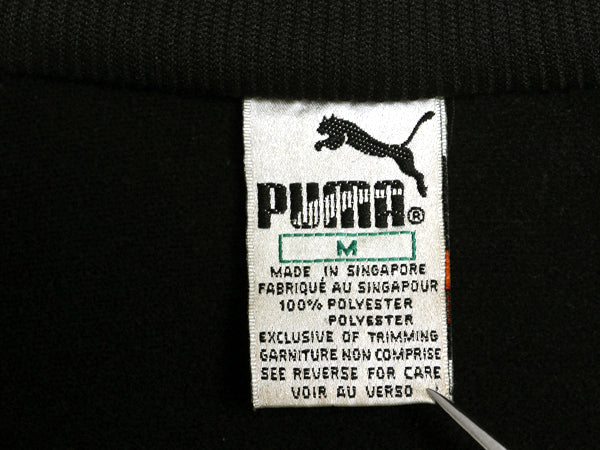 PUMA®
M
MADE IN SINGAPORE
FABRIQUÉ AU SINGAPOUR
100% POLYESTER
POLYESTER
EXCLUSIVE OF TRIMMING
GARNITURE NON COMPRISE
SEE REVERSE FOR CARE
VOIR AU VERSO